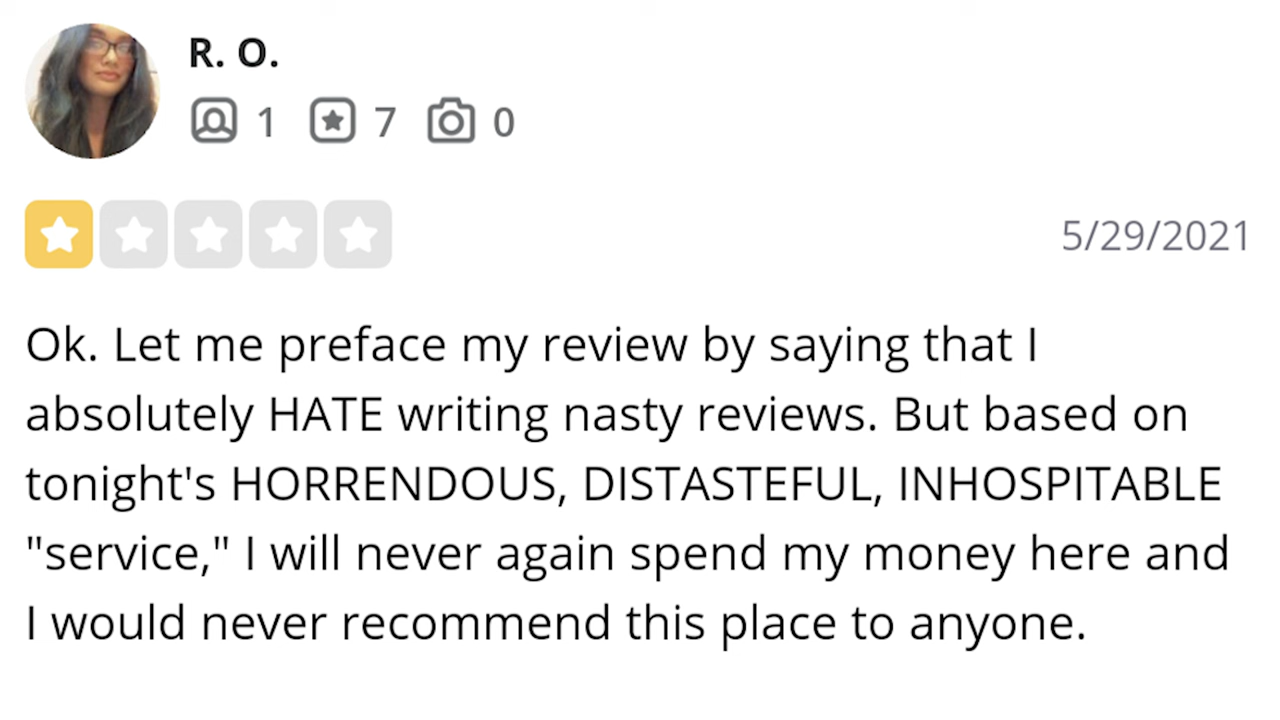 R. O.
1 7 0
5/29/2021
Ok. Let me preface my review by saying that I
absolutely HATE writing nasty reviews. But based on
tonight's HORRENDOUS, DISTASTEFUL, INHOSPITABLE
"service," I will never again spend my money here and
I would never recommend this place to anyone.